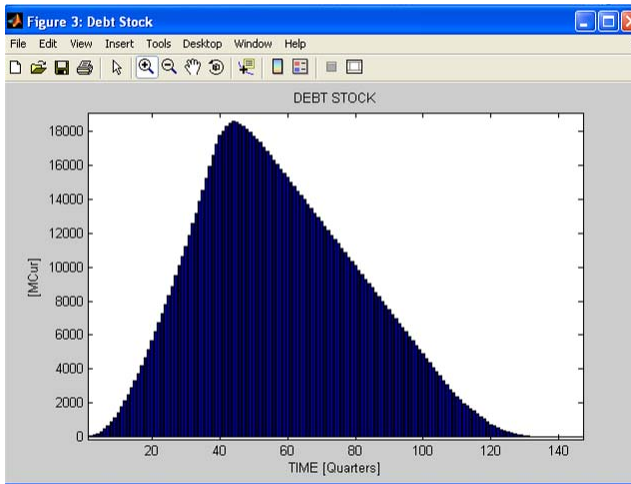 Figure 3: Debt Stock
File Edit View Insert Tools Desktop Window Help
DEBT STOCK
18000
16000
14000
12000
10000
8000
6000
4000
2000
0
[MCur]
20 40 60 80 100 120 140
TIME [Quarters]